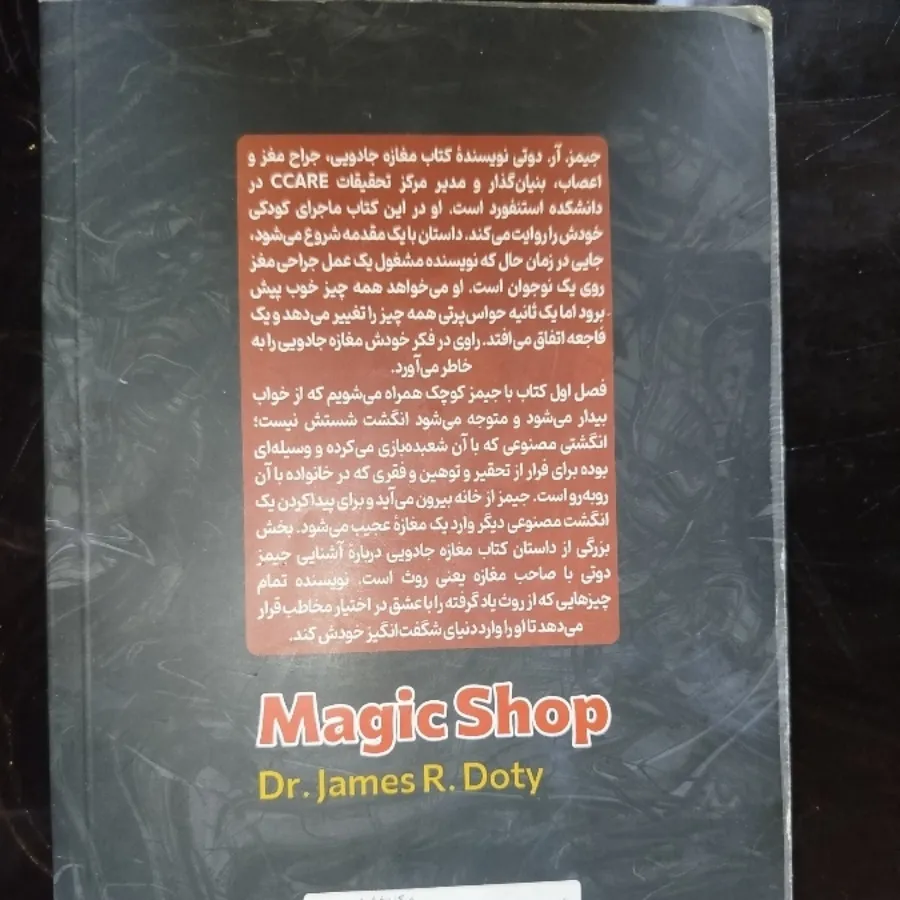 جیمز. آر. دوتی نویسندهٔ کتاب مغازه جادویی، جراح مغز و
اعصاب، بنیان‌گذار و مدیر مرکز تحقیقات CCARE در
دانشکده استنفورد است. او در این کتاب ماجرای کودکی
خودش را روایت می‌کند. داستان با یک مقدمه شروع می‌شود،
جایی در زمان حال که نویسنده مشغول یک عمل جراحی مغز
روی یک نوجوان است. او می‌خواهد همه چیز خوب پیش
برود اما یک ثانیه حواس‌پرتی همه چیز را تغییر می‌دهد و یک
فاجعه اتفاق می‌افتد. راوی در فکر خودش مغازه جادویی را به
خاطر می‌آورد.
فصل اول کتاب با جیمز کوچک همراه می‌شویم که از خواب
بیدار می‌شود و متوجه می‌شود انگشت شستش نیست؛
انگشتی مصنوعی که با آن شعبده‌بازی می‌کرده و وسیله‌ای
بوده برای فرار از تحقیر و توهین و فقری که در خانواده با آن
روبه‌رو است. جیمز از خانه بیرون می‌آید و برای پیدا کردن یک
انگشت مصنوعی دیگر وارد یک مغازهٔ عجیب می‌شود. بخش
بزرگی از داستان کتاب مغازه جادویی دربارهٔ آشنایی جیمز
دوتی با صاحب مغازه یعنی روث است. نویسنده تمام
چیزهایی که از روث یاد گرفته را با عشق در اختیار مخاطب قرار
می‌دهد تا او را وارد دنیای شگفت‌انگیز خودش کند.
Magic Shop
Dr. James R. Doty